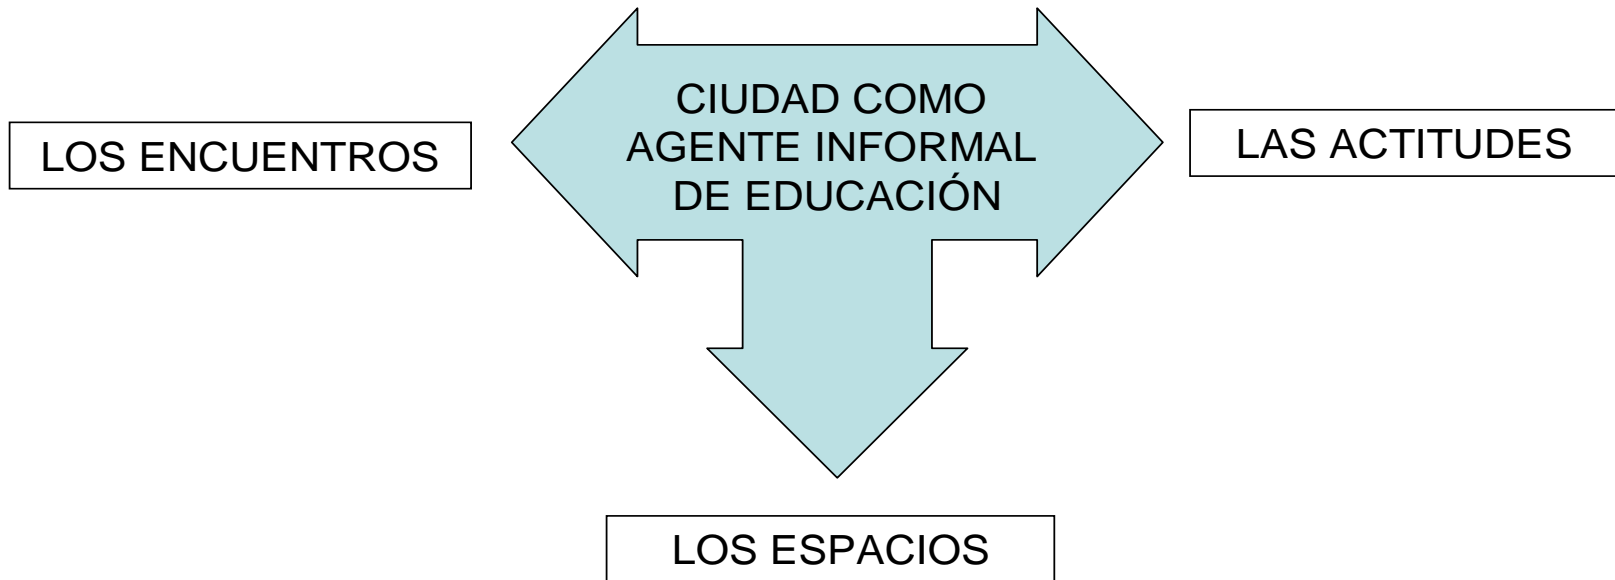 CIUDAD COMO
AGENTE INFORMAL
DE EDUCACIÓN
LOS ENCUENTROS
LAS ACTITUDES
LOS ESPACIOS